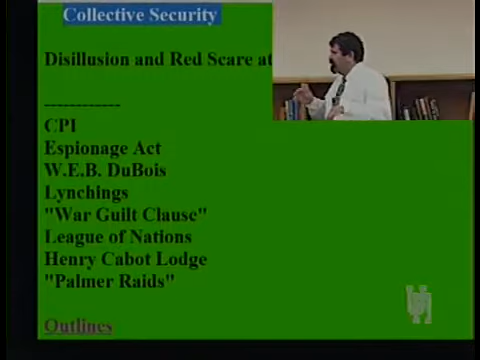 Collective Security
Disillusion and Red Scare at
------------
CPI
Espionage Act
W.E.B. DuBois
Lynchings
"War Guilt Clause"
League of Nations
Henry Cabot Lodge
"Palmer Raids"
Outlines